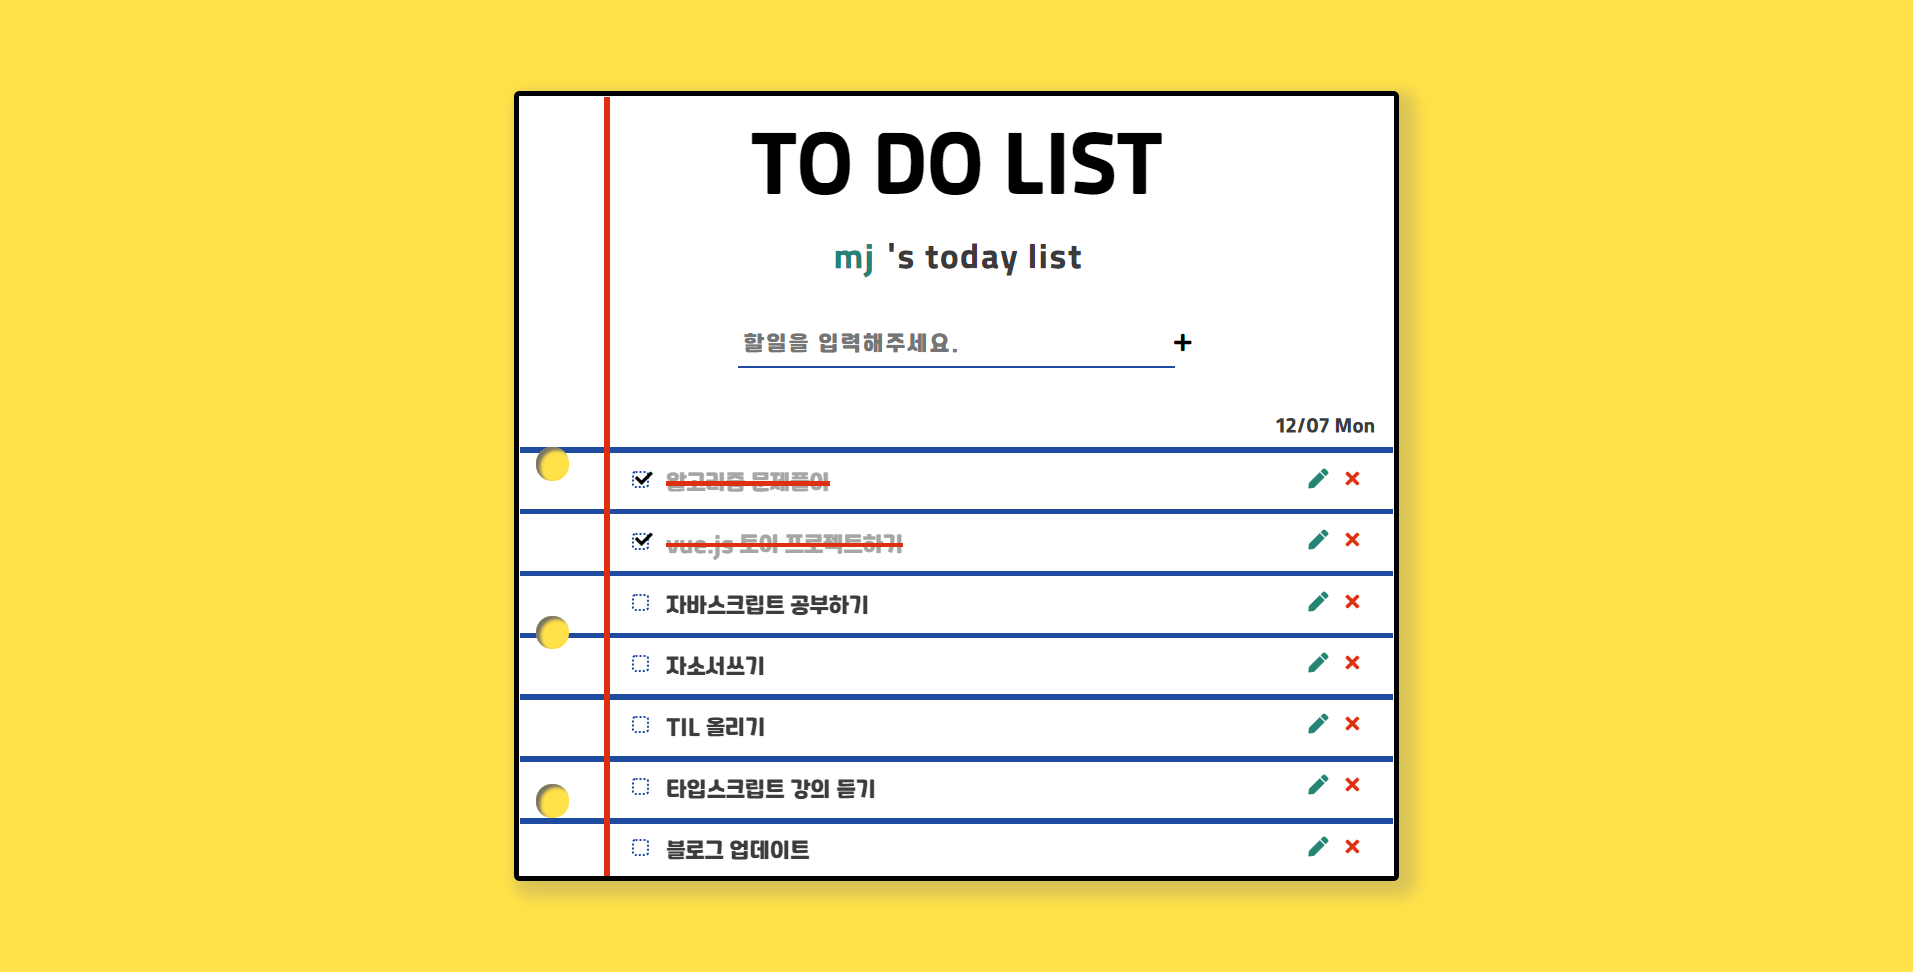 TO DO LIST
mj 's today list
할일을 입력해주세요.
12/07 Mon
알고리즘 문제풀이
vue.js 토이 프로젝트하기
자바스크립트 공부하기
자소서쓰기
TIL 올리기
타입스크립트 강의 듣기
블로그 업데이트